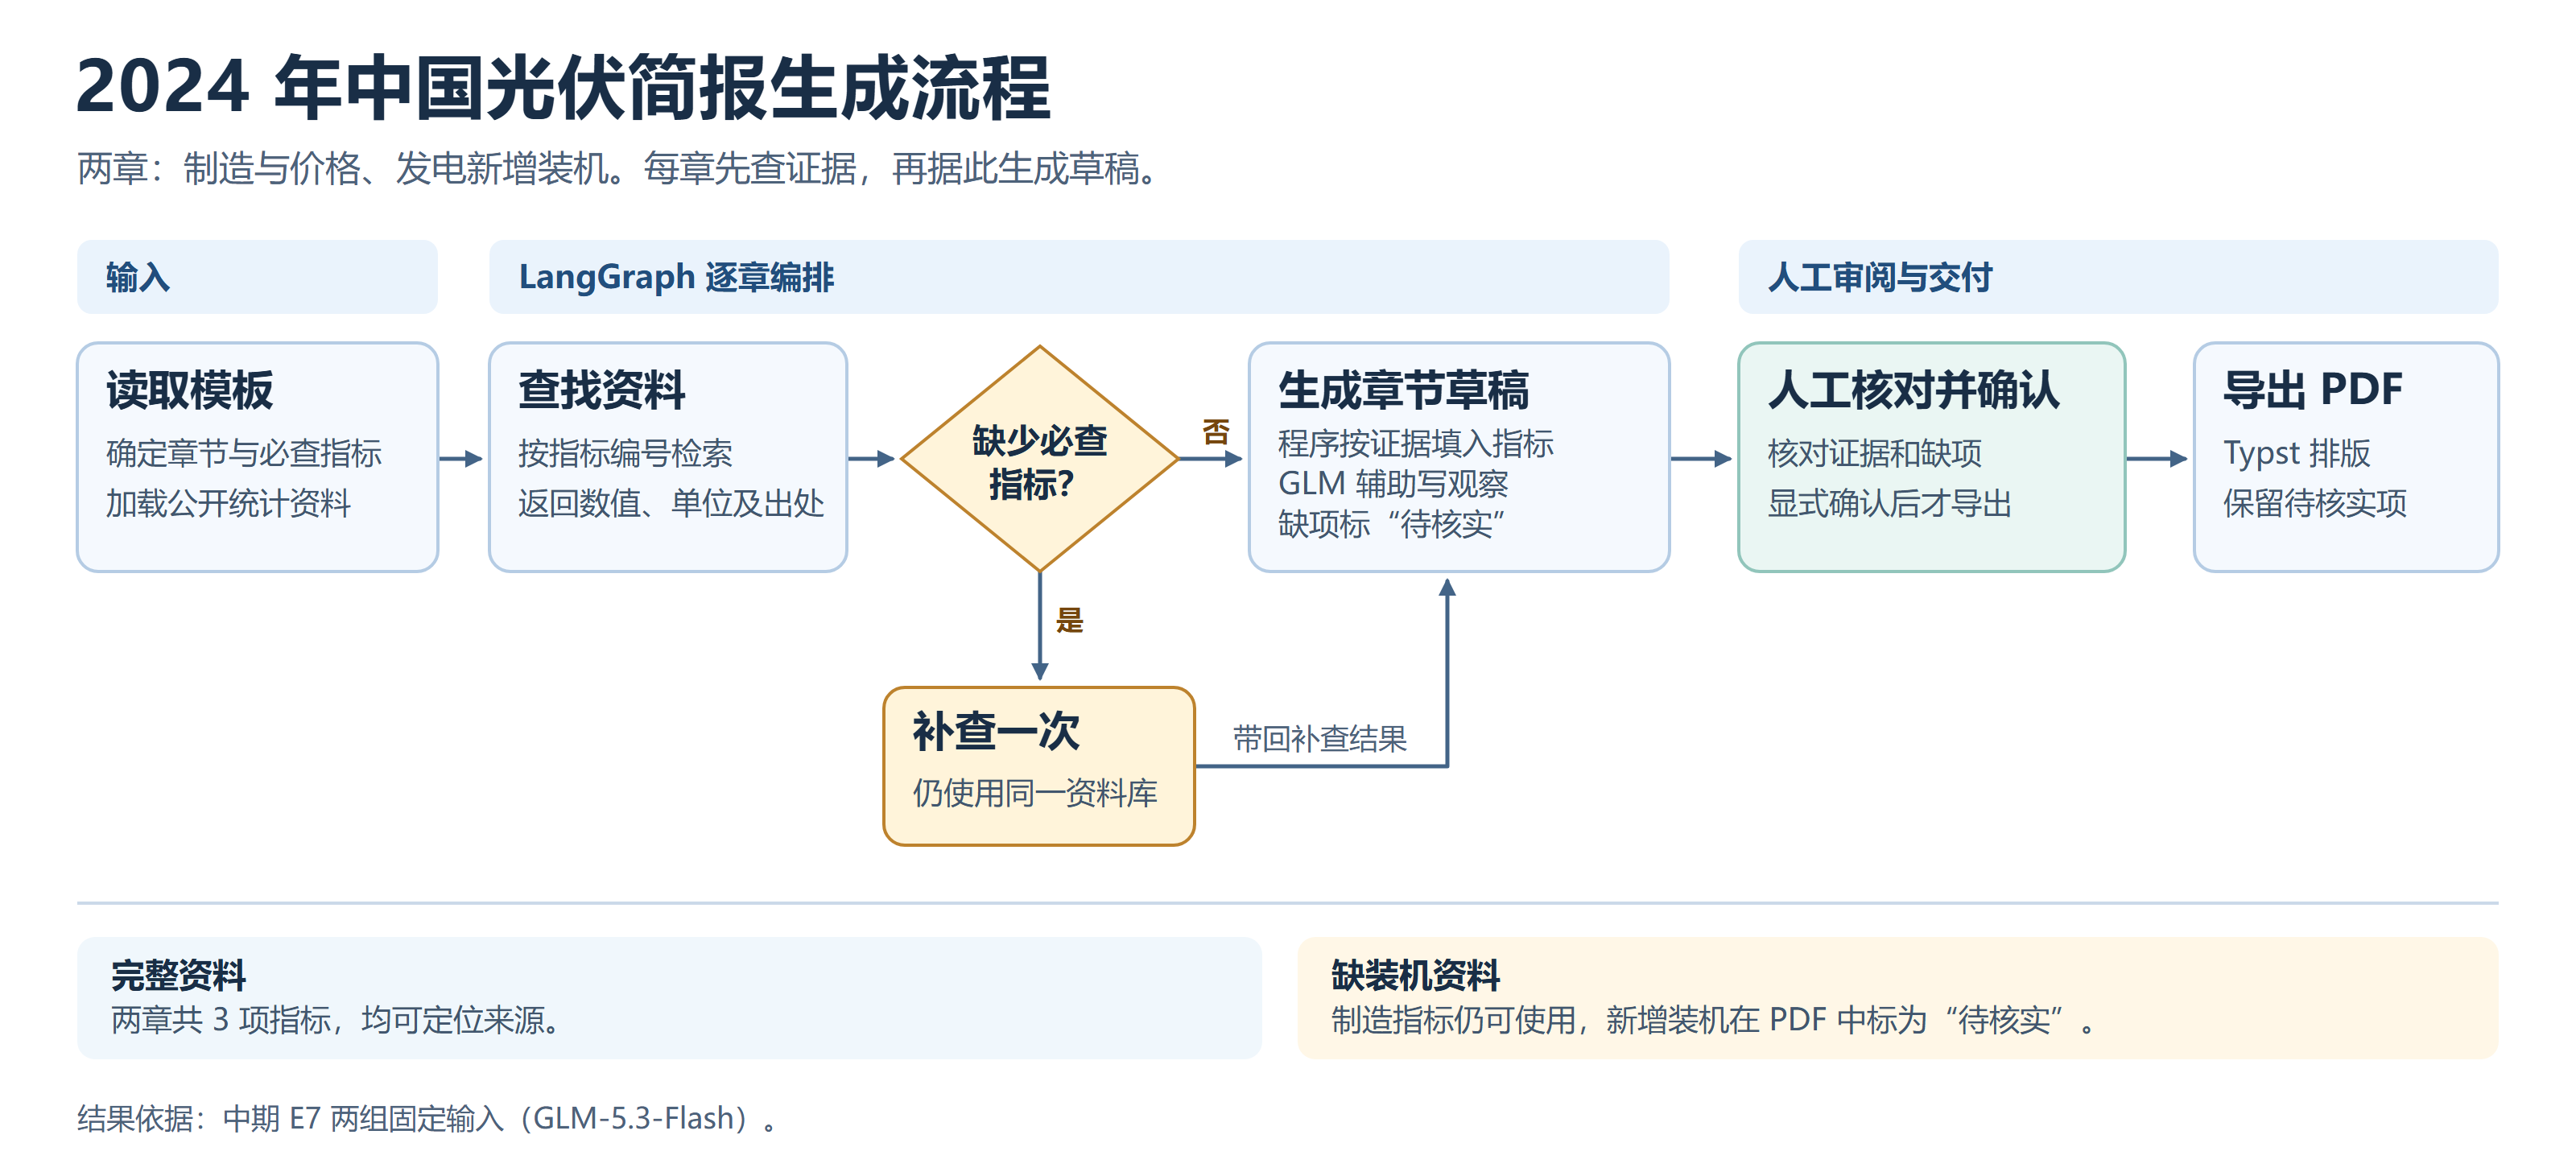 2024 年中国光伏简报生成流程
两章：制造与价格、发电新增装机。每章先查证据，再据此生成草稿。
输入
LangGraph 逐章编排
人工审阅与交付
读取模板
确定章节与必查指标
加载公开统计资料
查找资料
按指标编号检索
返回数值、单位及出处
缺少必查
指标？
否
是
生成章节草稿
程序按证据填入指标
GLM 辅助写观察
缺项标“待核实”
人工核对并确认
核对证据和缺项
显式确认后才导出
导出 PDF
Typst 排版
保留待核实项
补查一次
仍使用同一资料库
带回补查结果
完整资料
两章共 3 项指标，均可定位来源。
缺装机资料
制造指标仍可使用，新增装机在 PDF 中标为“待核实”。
结果依据：中期 E7 两组固定输入（GLM-5.3-Flash）。